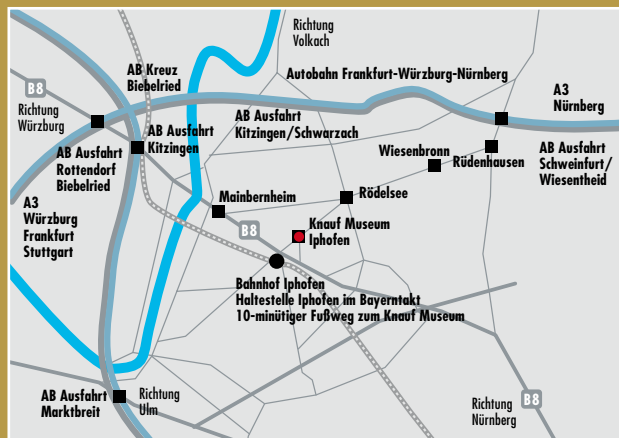 Richtung
Volkach
AB Kreuz
Biebelried
Autobahn Frankfurt-Würzburg-Nürnberg
B8
Richtung
Würzburg
A3
Nürnberg
AB Ausfahrt
Kitzingen
AB Ausfahrt
Kitzingen/Schwarzach
AB Ausfahrt
Rottendorf
Biebelried
Wiesenbronn
Rüdenhausen
AB Ausfahrt
Schweinfurt/
Wiesentheid
A3
Würzburg
Frankfurt
Stuttgart
Mainbernheim
Rödelsee
B8
Knauf Museum
Iphofen
Bahnhof Iphofen
Haltestelle Iphofen im Bayerntakt
10-minütiger Fußweg zum Knauf Museum
AB Ausfahrt
Marktbreit
Richtung
Ulm
Richtung
Nürnberg
B8